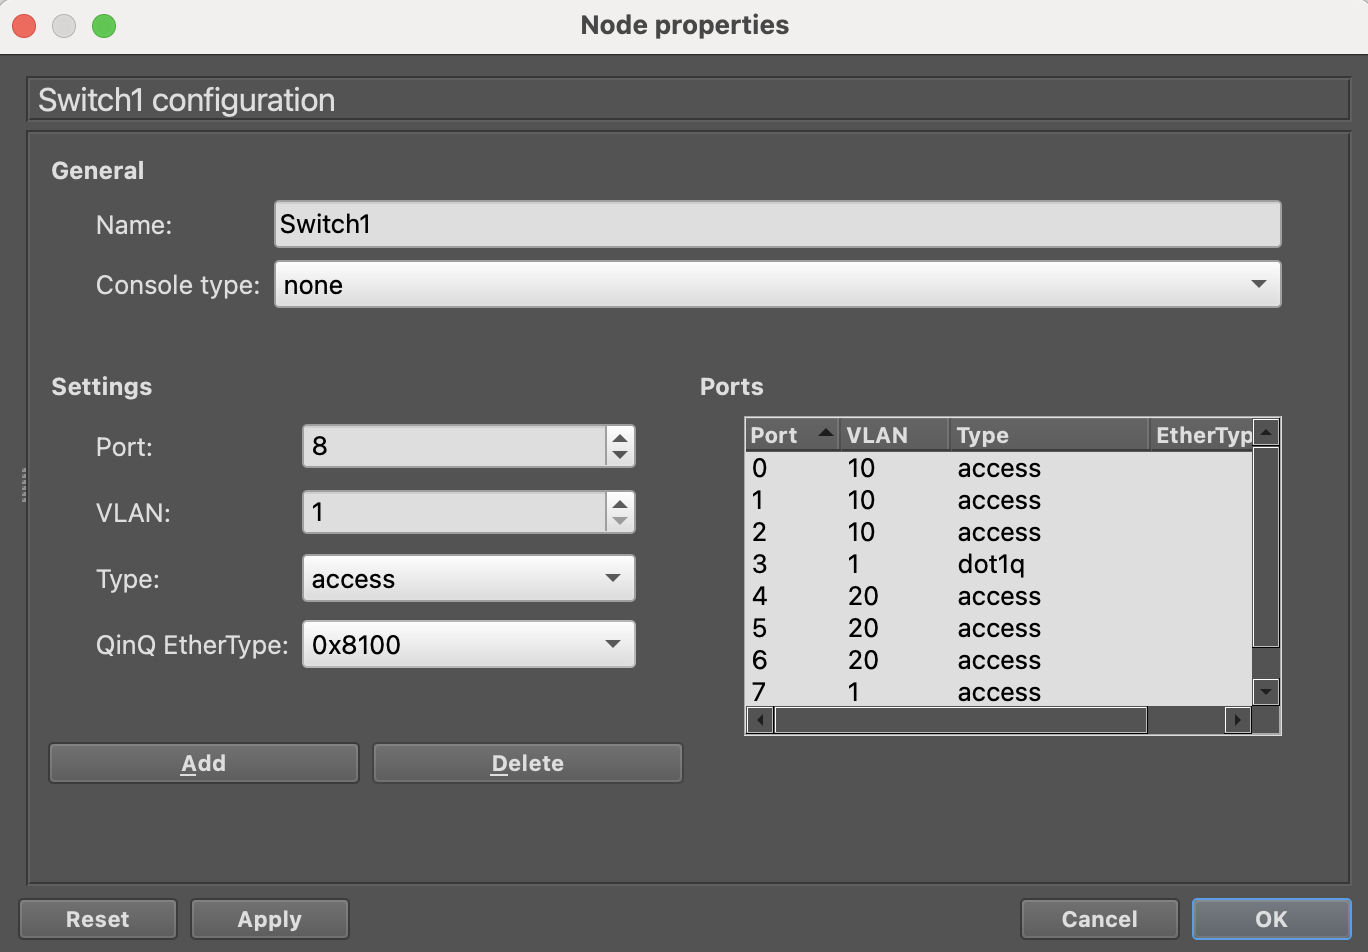 Node properties
Switch1 configuration
General
Name: Switch1
Console type: none
Settings
Port: 8
VLAN: 1
Type: access
QinQ EtherType: 0x8100
Add Delete
Ports
Port VLAN Type EtherTyp
0 10 access
1 10 access
2 10 access
3 1 dot1q
4 20 access
5 20 access
6 20 access
7 1 access
Reset Apply Cancel OK